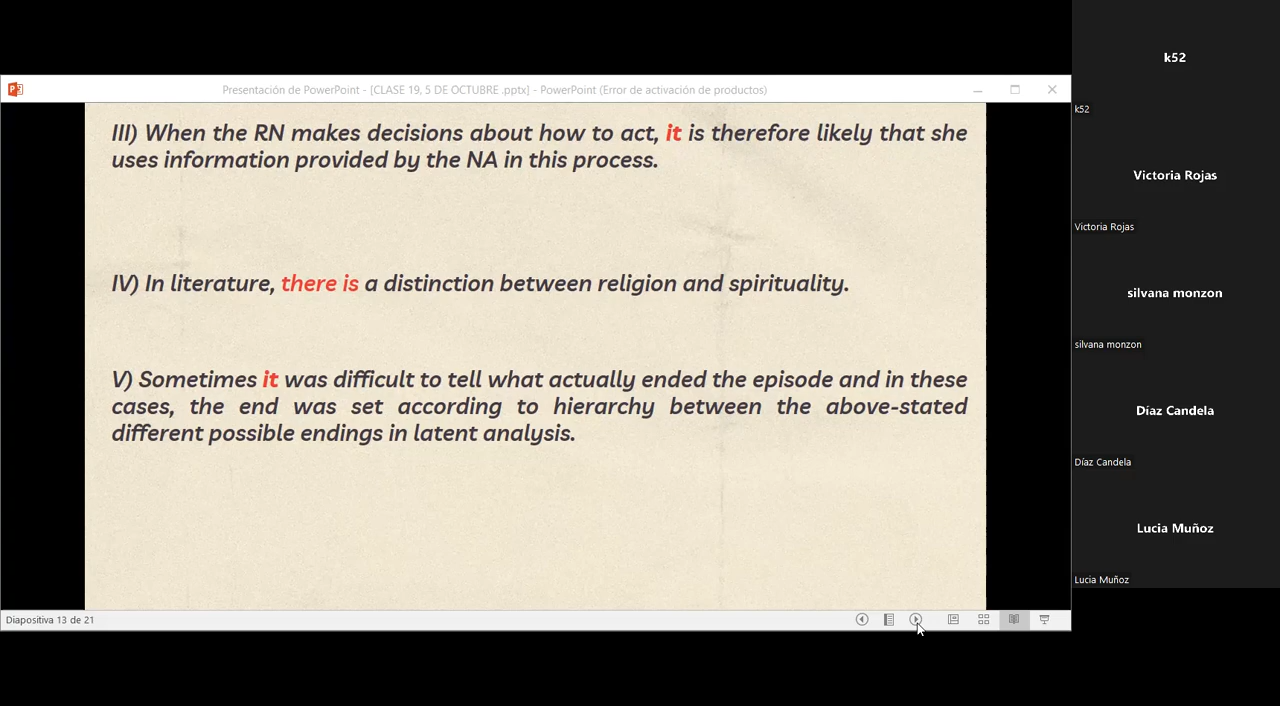 Presentación de PowerPoint - [CLASE 19, 5 DE OCTUBRE .pptx] - PowerPoint (Error de activación de productos)
III) When the RN makes decisions about how to act, it is therefore likely that she
uses information provided by the NA in this process.
IV) In literature, there is a distinction between religion and spirituality.
V) Sometimes it was difficult to tell what actually ended the episode and in these
cases, the end was set according to hierarchy between the above-stated
different possible endings in latent analysis.
Diapositiva 13 de 21
k52
k52
Victoria Rojas
Victoria Rojas
silvana monzon
silvana monzon
Díaz Candela
Díaz Candela
Lucia Muñoz
Lucia Muñoz